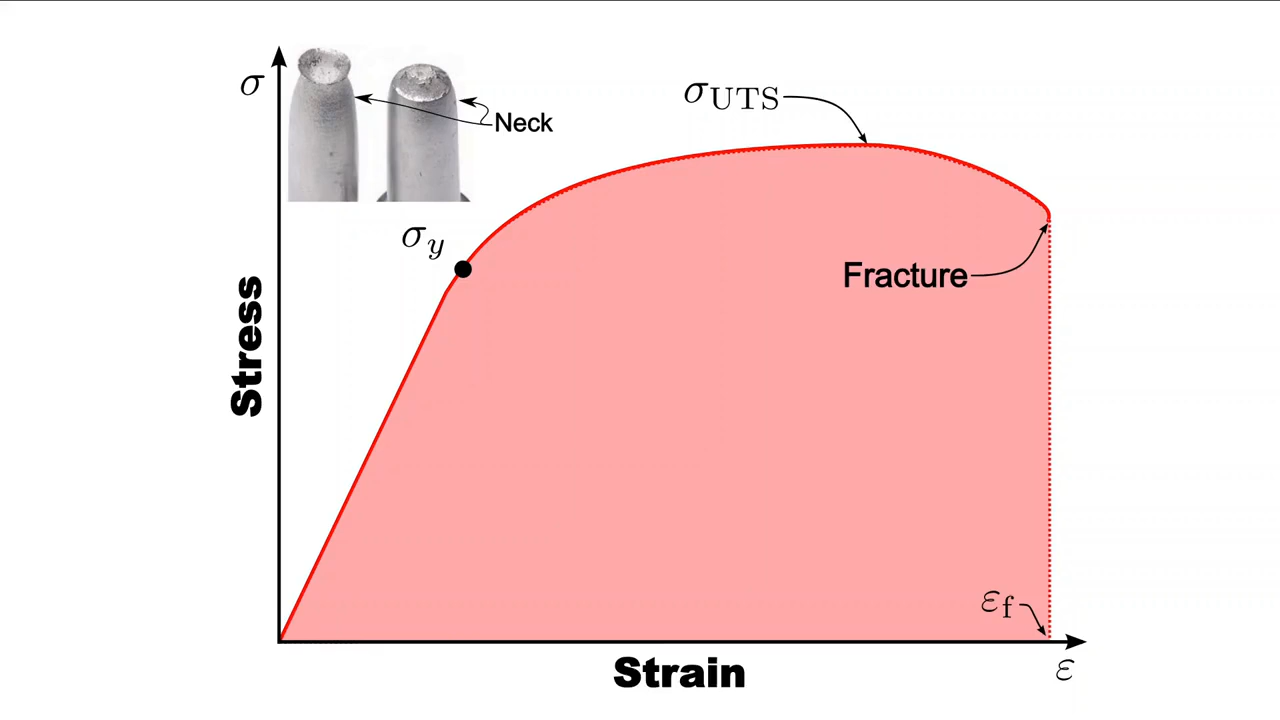 σ
Neck
σUTS
σy
Fracture
Stress
εf
Strain
ε